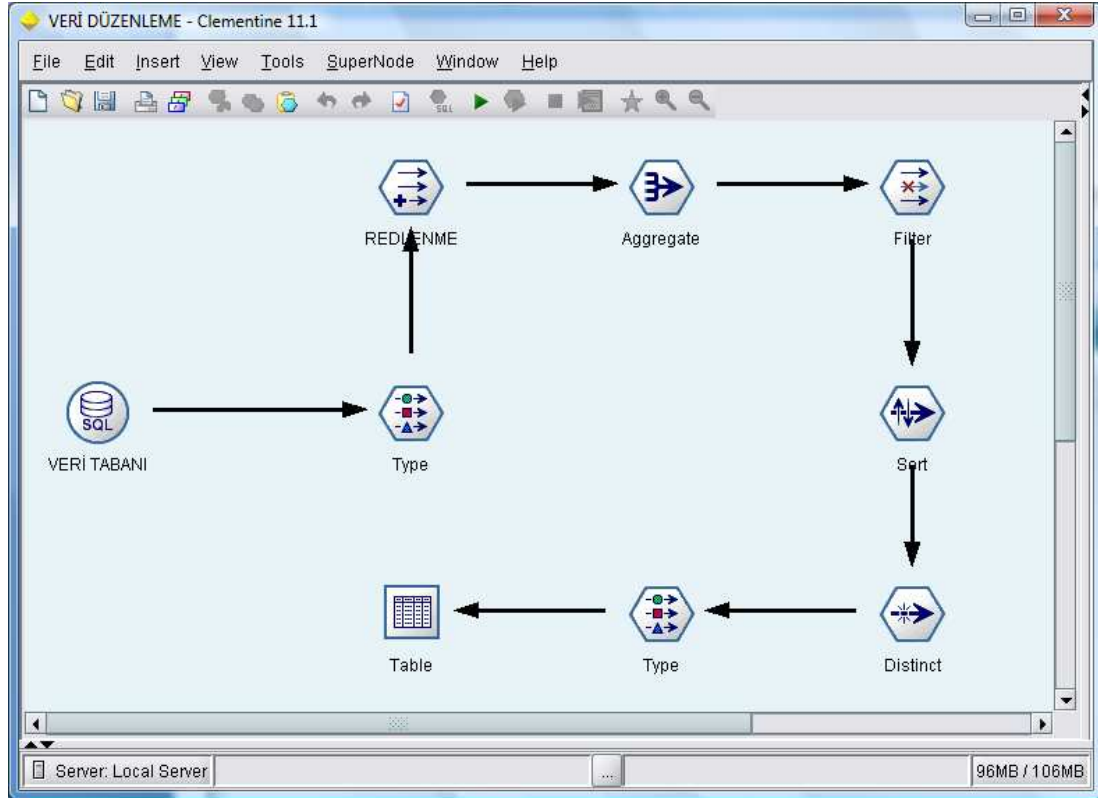 VERİ DÜZENLEME - Clementine 11.1
File Edit Insert View Tools SuperNode Window Help
SQL
REDLENME Aggregate Filter
SQL
VERİ TABANI Type Sort
Table Type Distinct
Server: Local Server ... 96MB / 106MB